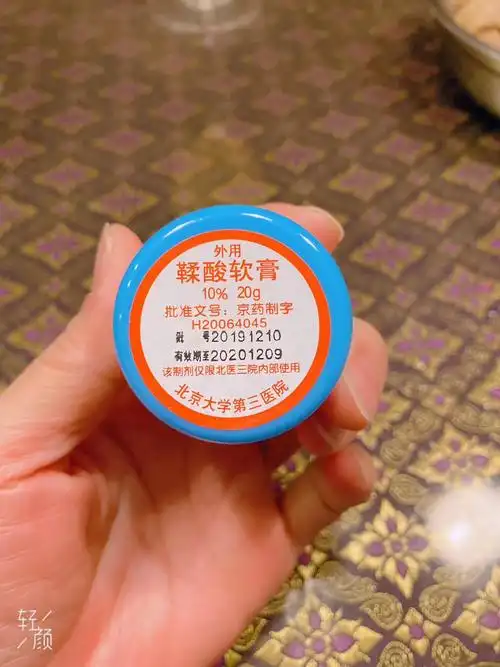 外用
鞣酸软膏
10% 20g
批准文号：京药制字
H20064045
批 号20191210
有效期至20201209
该制剂仅限北医三院内部使用
北京大学第三医院
轻颜